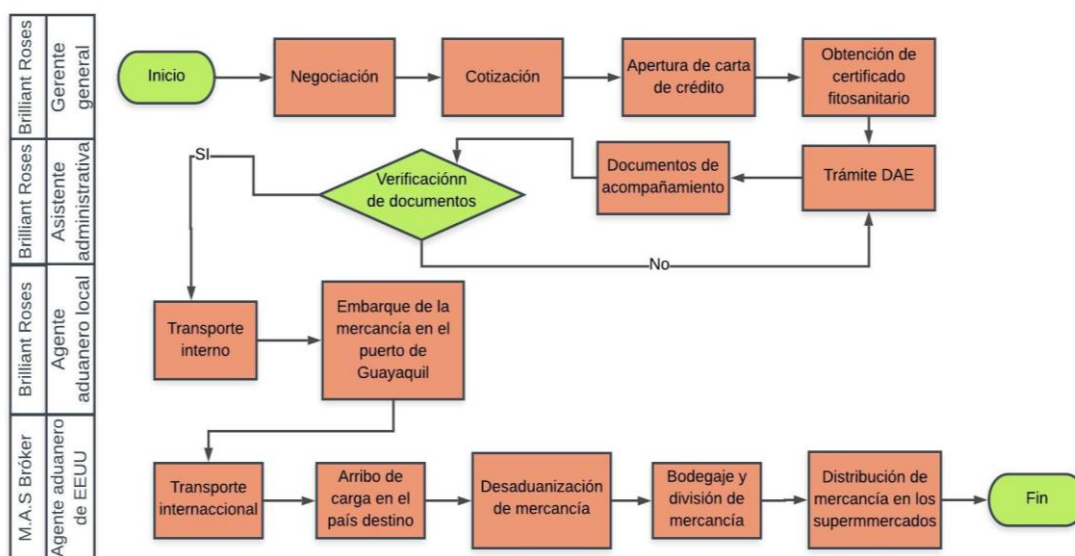 Brilliant Roses
Gerente
general
Inicio
Negociación
Cotización
Apertura de carta
de crédito
Obtención de
certificado
fitosanitario
Brilliant Roses
Asistente
administrativa
SI
Verificaciónn
de documentos
Documentos de
acompañamiento
Trámite DAE
No
Brilliant Roses
Agente
aduanero local
Transporte
interno
Embarque de la
mercancía en el
puerto de
Guayaquil
M.A.S Bróker
Agente aduanero
de EEUU
Transporte
internaccional
Arribo de
carga en el
país destino
Desaduanización
de mercancía
Bodegaje y
división de
mercancía
Distribución de
mercancía en los
supermmercados
Fin